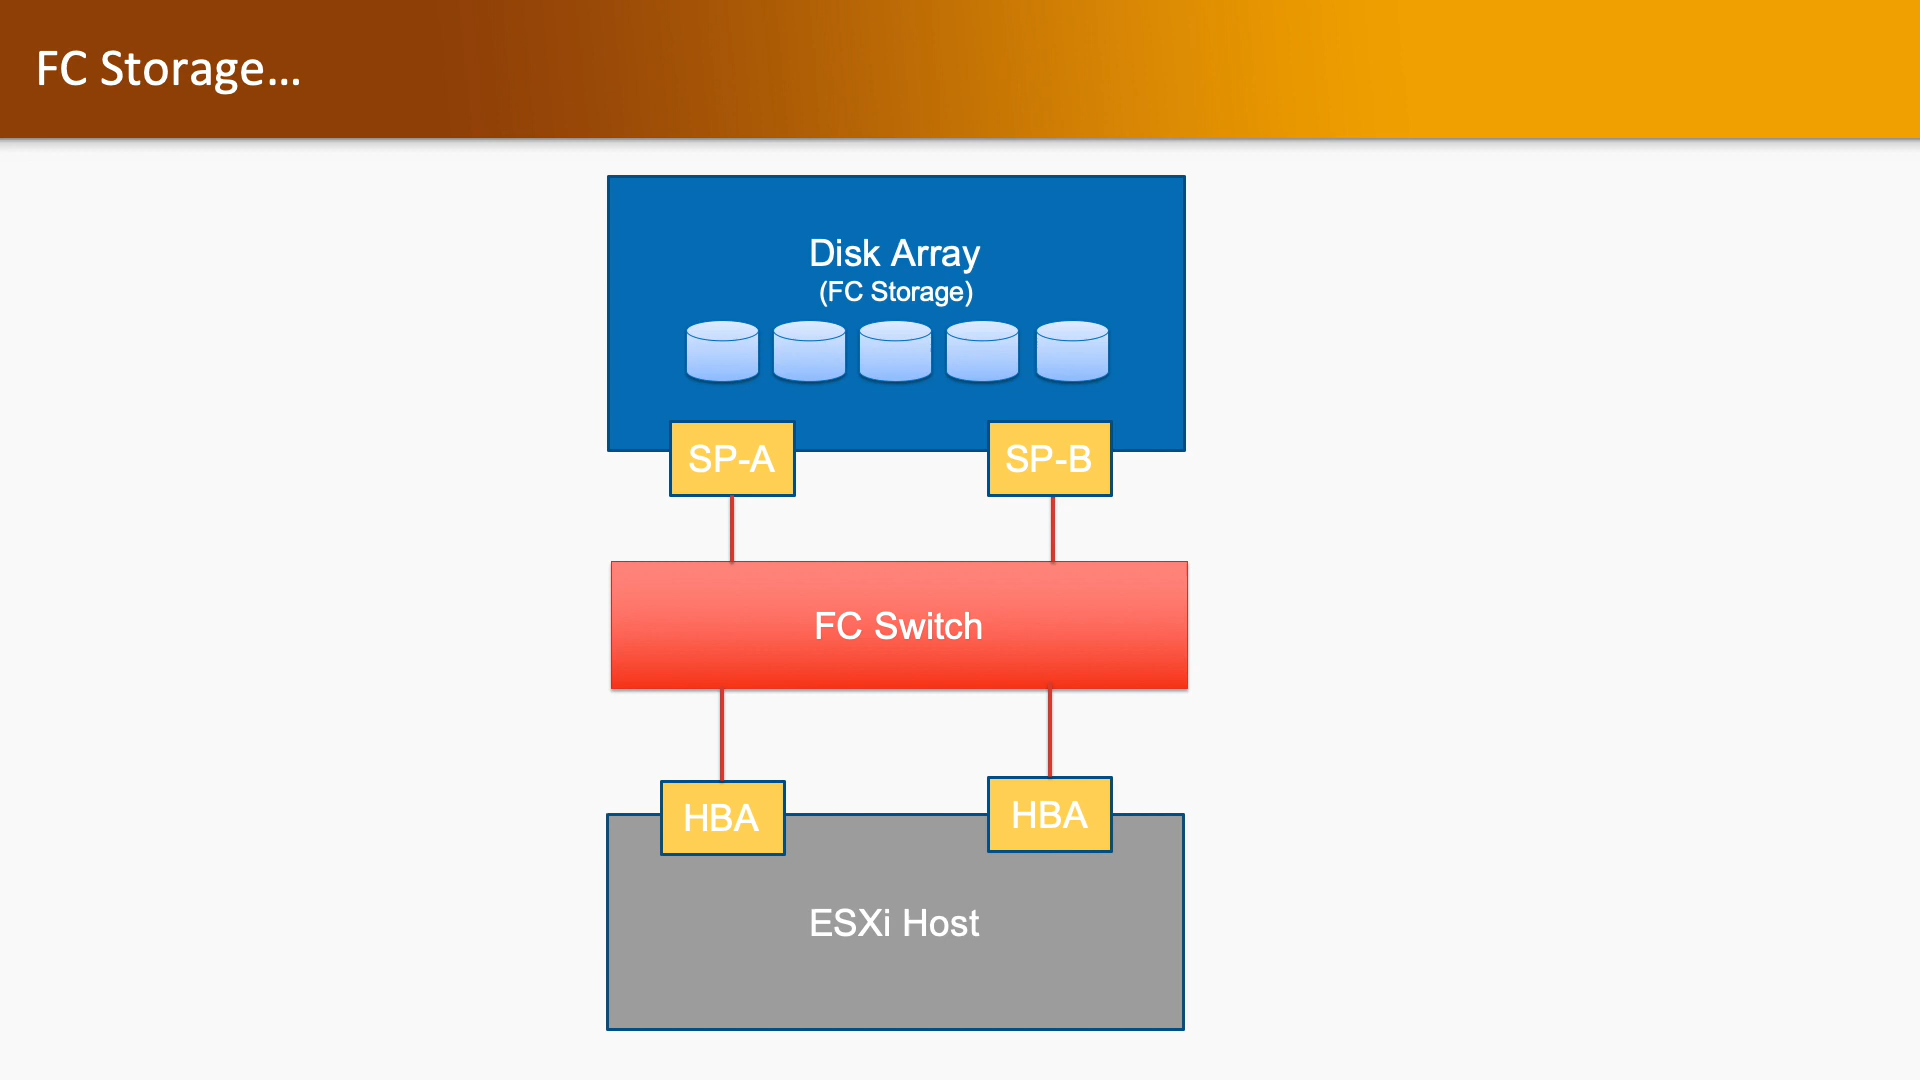 FC Storage...
Disk Array
(FC Storage)
SP-A
SP-B
FC Switch
HBA
HBA
ESXi Host